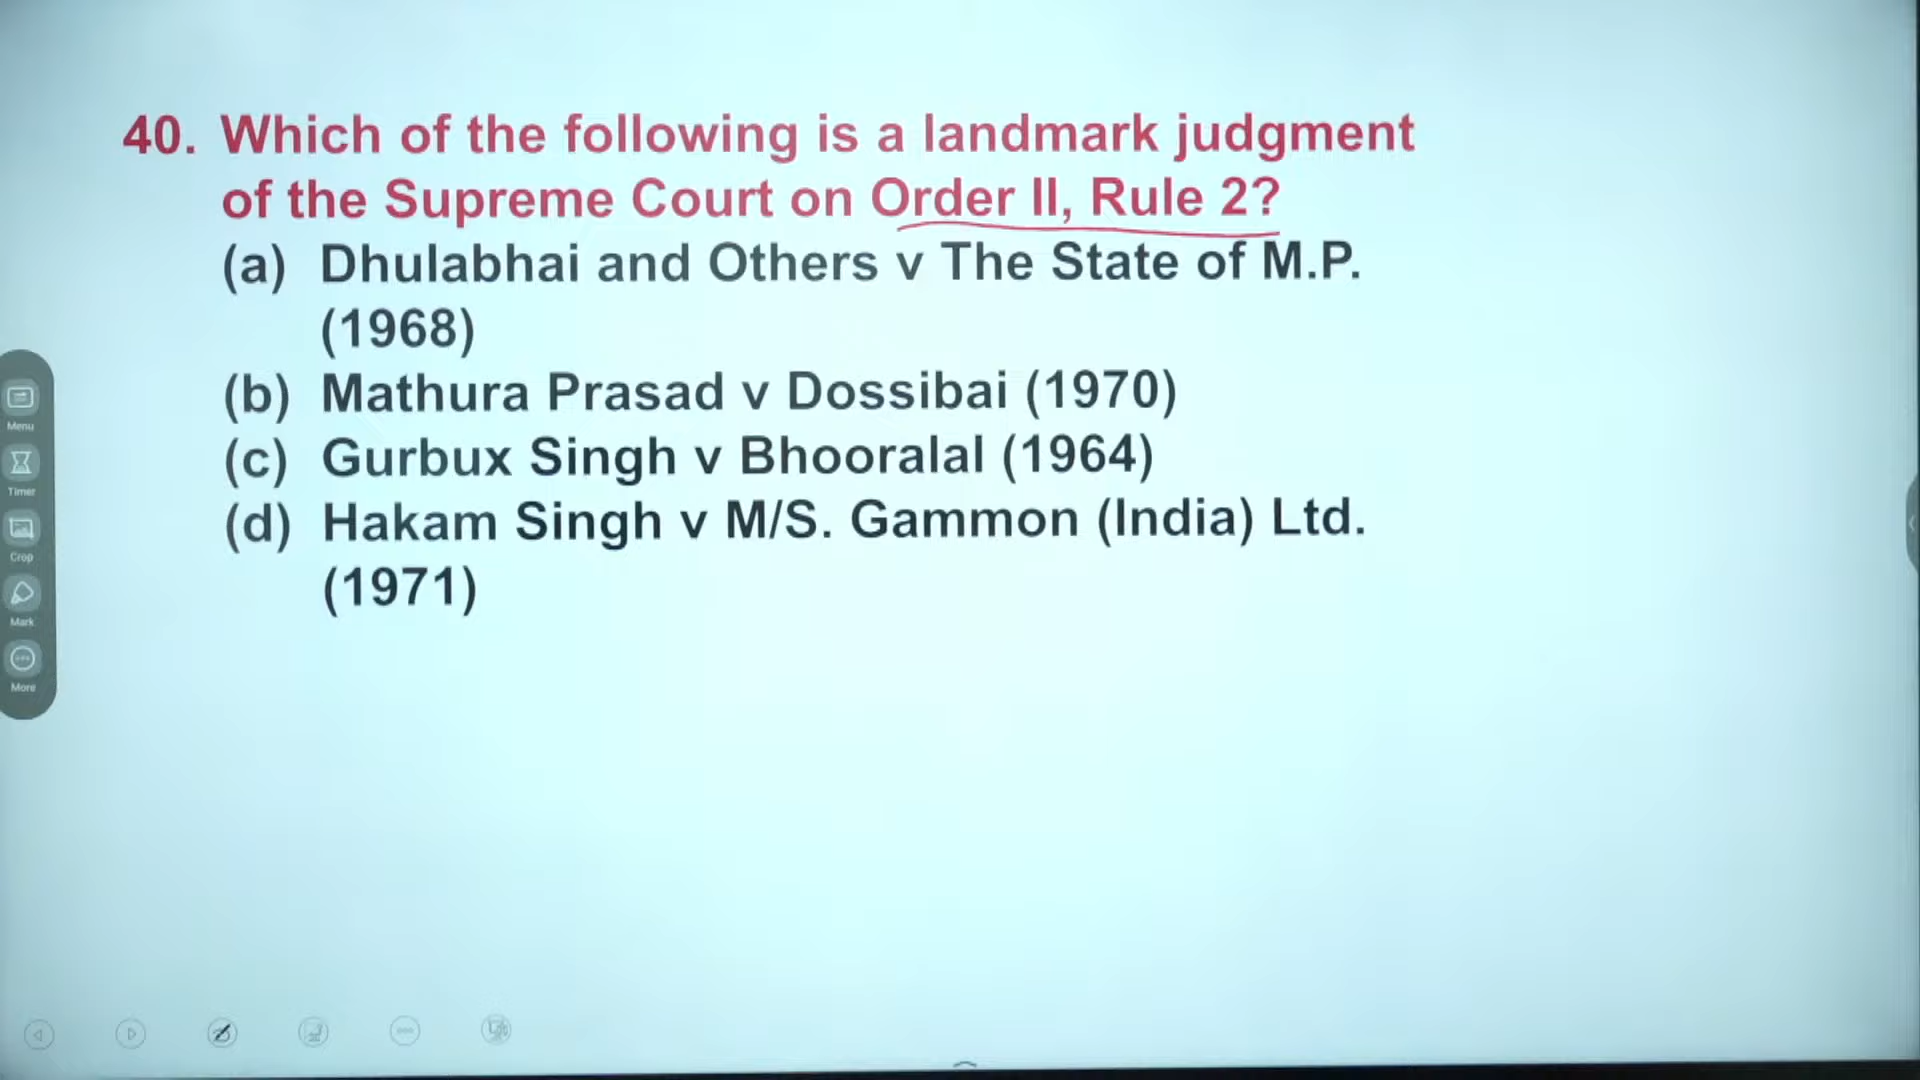 40. Which of the following is a landmark judgment
of the Supreme Court on Order II, Rule 2?
(a) Dhulabhai and Others v The State of M.P.
(1968)
(b) Mathura Prasad v Dossibai (1970)
(c) Gurbux Singh v Bhooralal (1964)
(d) Hakam Singh v M/S. Gammon (India) Ltd.
(1971)
Menu
Timer
Crop
Mark
More